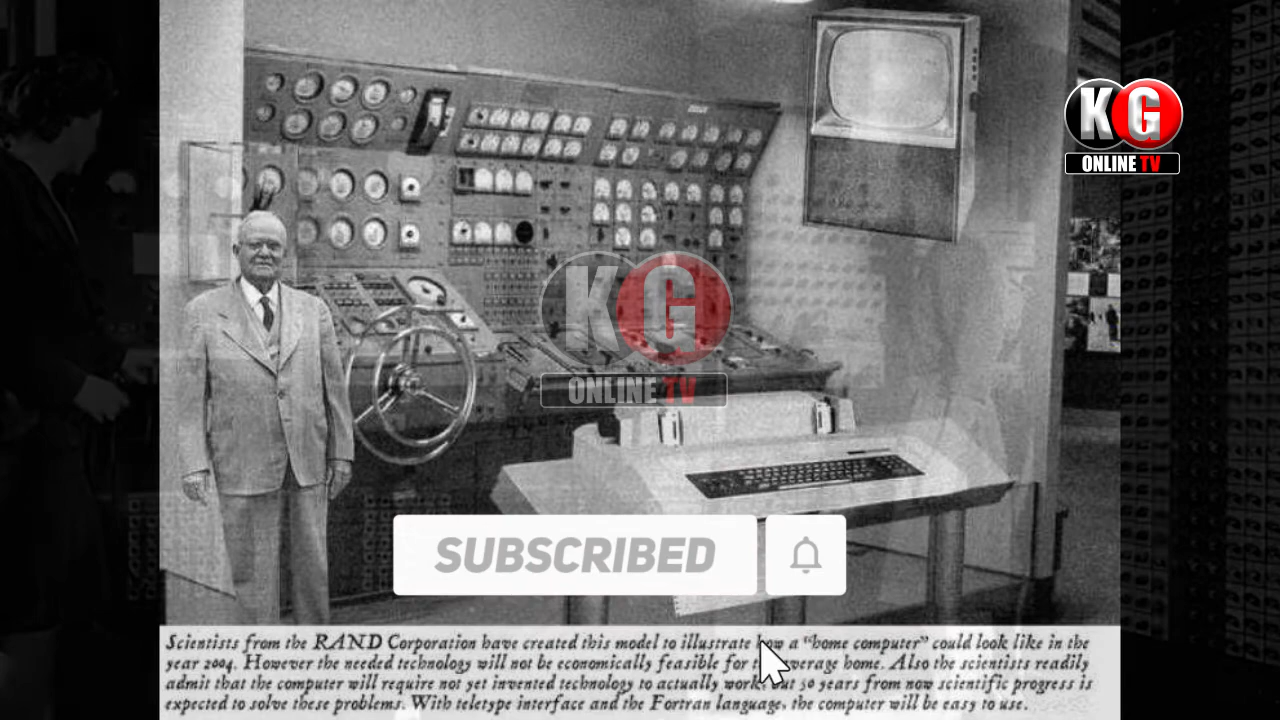 KG
ONLINE TV
KG
ONLINE TV
SUBSCRIBED
Scientists from the RAND Corporation have created this model to illustrate how a "home computer" could look like in the
year 2004. However the needed technology will not be economically feasible for the average home. Also the scientists readily
admit that the computer will require not yet invented technology to actually work, but 50 years from now scientific progress is
expected to solve these problems. With teletype interface and the Fortran language, the computer will be easy to use.